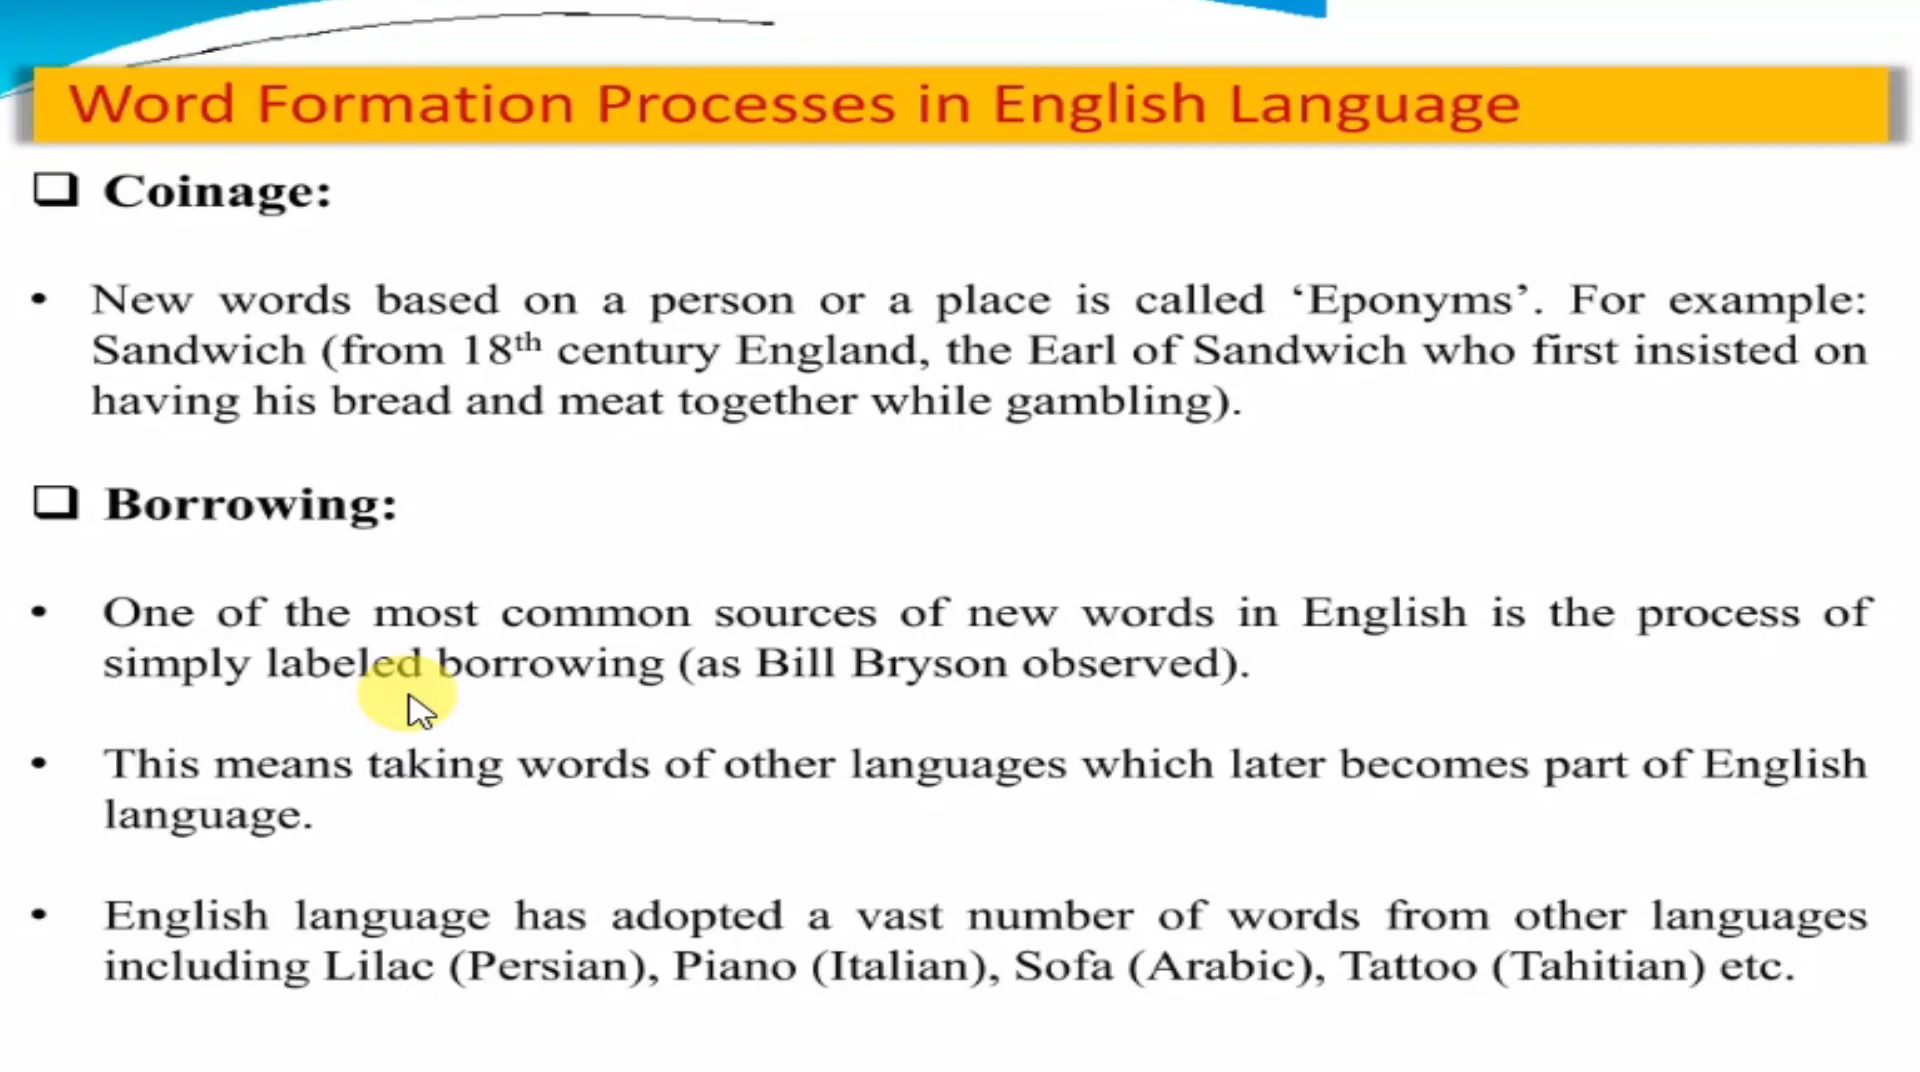 Word Formation Processes in English Language
❑ Coinage:
• New words based on a person or a place is called ‘Eponyms’. For example:
Sandwich (from 18th century England, the Earl of Sandwich who first insisted on
having his bread and meat together while gambling).
❑ Borrowing:
• One of the most common sources of new words in English is the process of
simply labeled borrowing (as Bill Bryson observed).
• This means taking words of other languages which later becomes part of English
language.
• English language has adopted a vast number of words from other languages
including Lilac (Persian), Piano (Italian), Sofa (Arabic), Tattoo (Tahitian) etc.